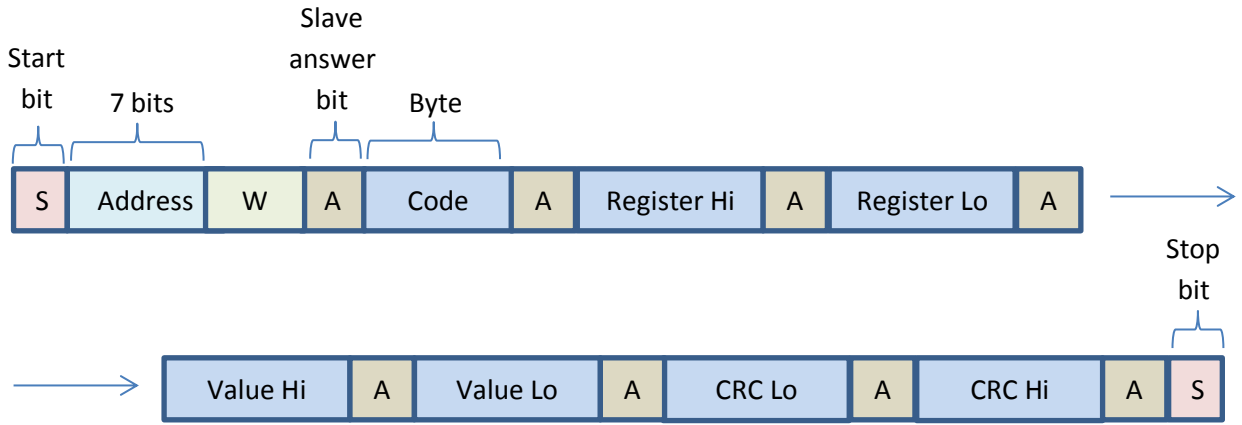 Start bit
7 bits
Slave answer bit
Byte
S Address W A Code A Register Hi A Register Lo A
Stop bit
Value Hi A Value Lo A CRC Lo A CRC Hi A S